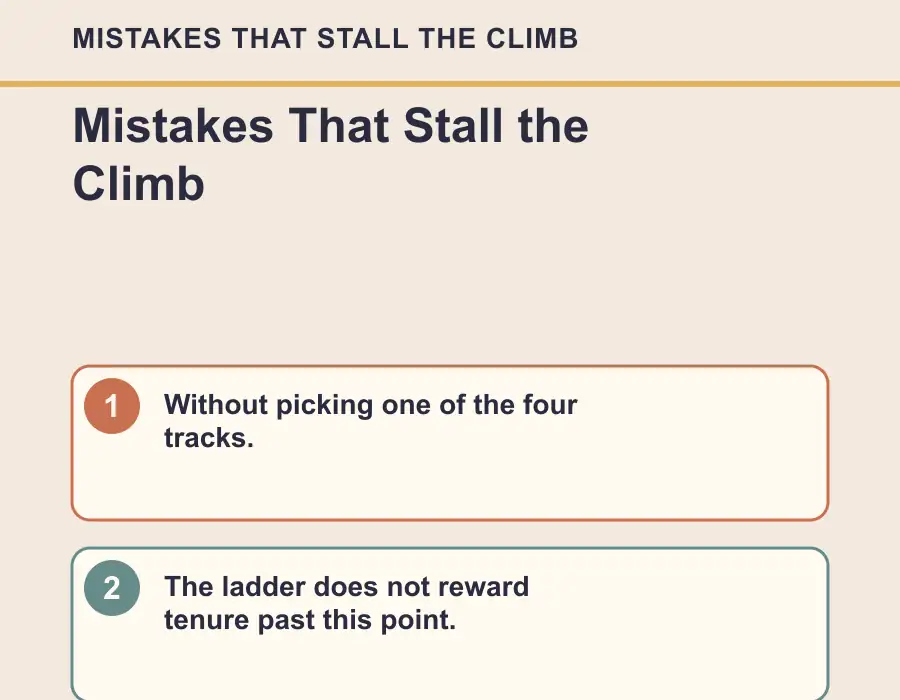 MISTAKES THAT STALL THE CLIMB
Mistakes That Stall the
Climb
1
Without picking one of the four
tracks.
2
The ladder does not reward
tenure past this point.